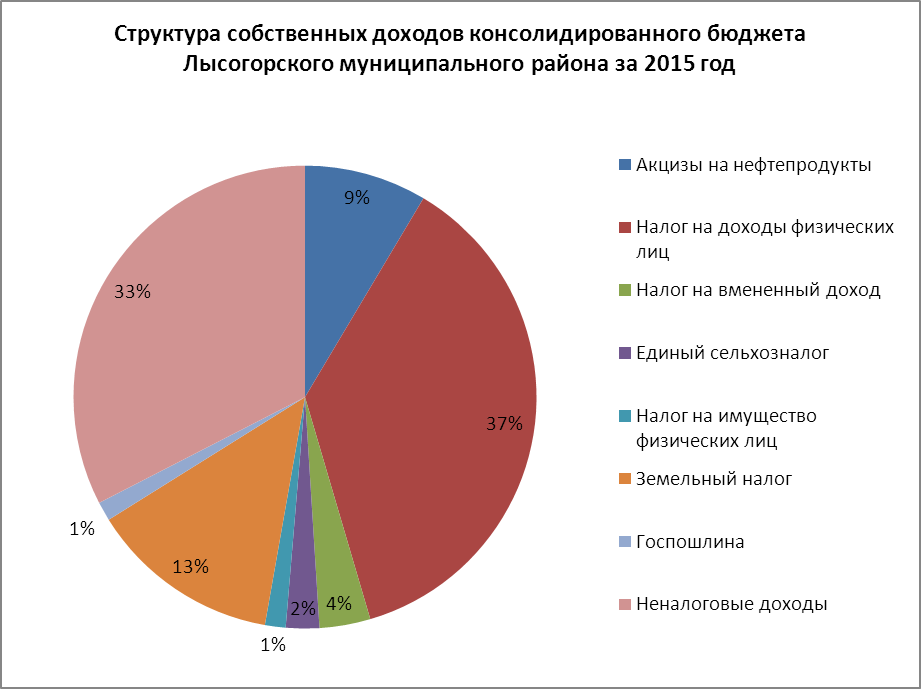 Структура собственных доходов консолидированного бюджета
Лысогорского муниципального района за 2015 год
9%
37%
4%
2%
1%
13%
1%
33%
Акцизы на нефтепродукты
Налог на доходы физических
лиц
Налог на вмененный доход
Единый сельхозналог
Налог на имущество
физических лиц
Земельный налог
Госпошлина
Неналоговые доходы